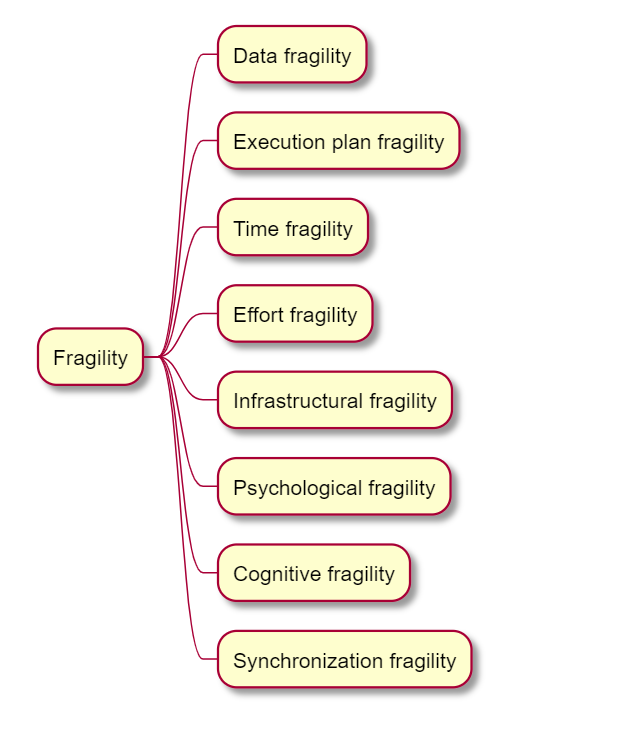 Data fragility
Execution plan fragility
Time fragility
Effort fragility
Fragility
Infrastructural fragility
Psychological fragility
Cognitive fragility
Synchronization fragility